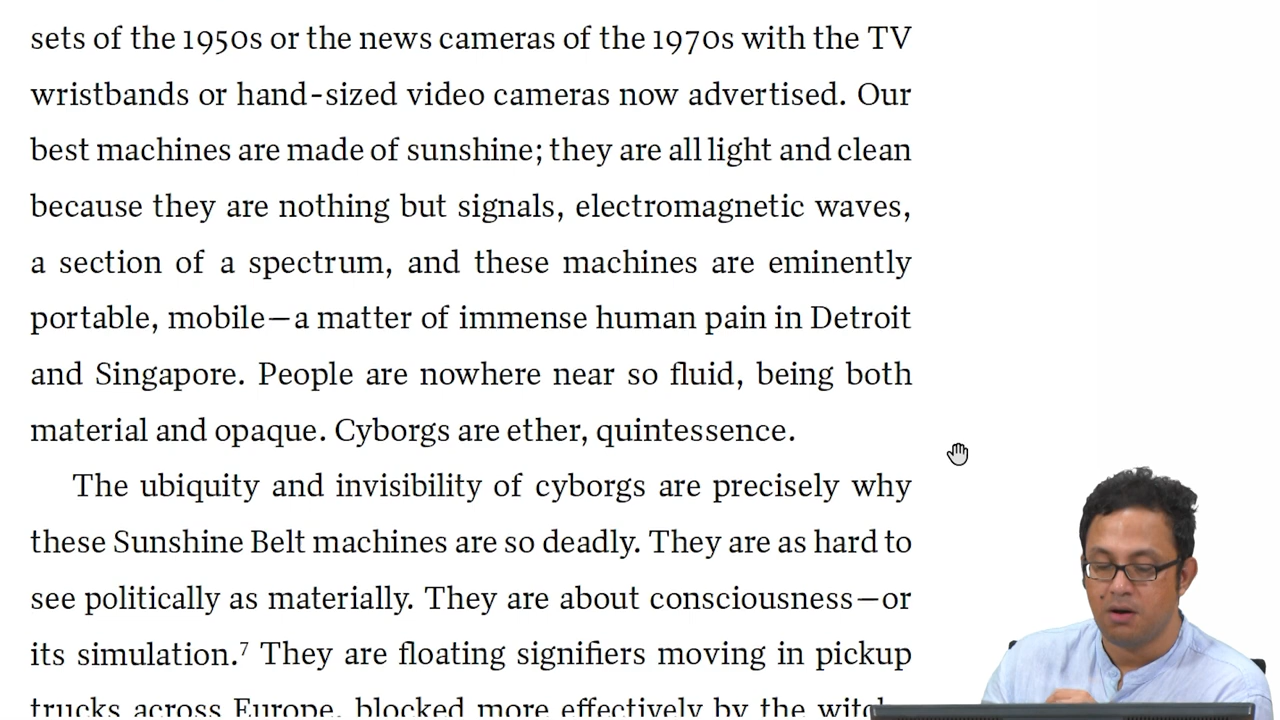 sets of the 1950s or the news cameras of the 1970s with the TV
wristbands or hand-sized video cameras now advertised. Our
best machines are made of sunshine; they are all light and clean
because they are nothing but signals, electromagnetic waves,
a section of a spectrum, and these machines are eminently
portable, mobile—a matter of immense human pain in Detroit
and Singapore. People are nowhere near so fluid, being both
material and opaque. Cyborgs are ether, quintessence.
The ubiquity and invisibility of cyborgs are precisely why
these Sunshine Belt machines are so deadly. They are as hard to
see politically as materially. They are about consciousness—or
its simulation.⁷ They are floating signifiers moving in pickup
trucks across Europe, blocked more effectively by the